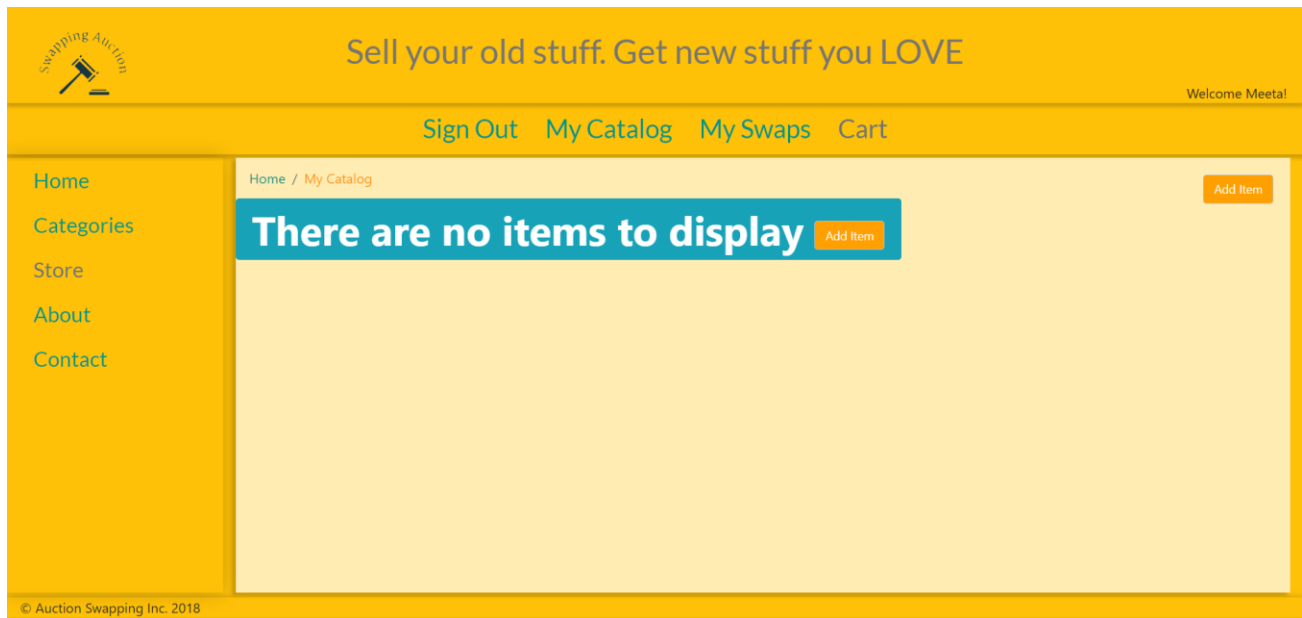 Swapping Auction
Sell your old stuff. Get new stuff you LOVE
Welcome Meeta!
Sign Out My Catalog My Swaps Cart
Home
Categories
Store
About
Contact
Home / My Catalog
Add Item
There are no items to display Add Item
© Auction Swapping Inc. 2018